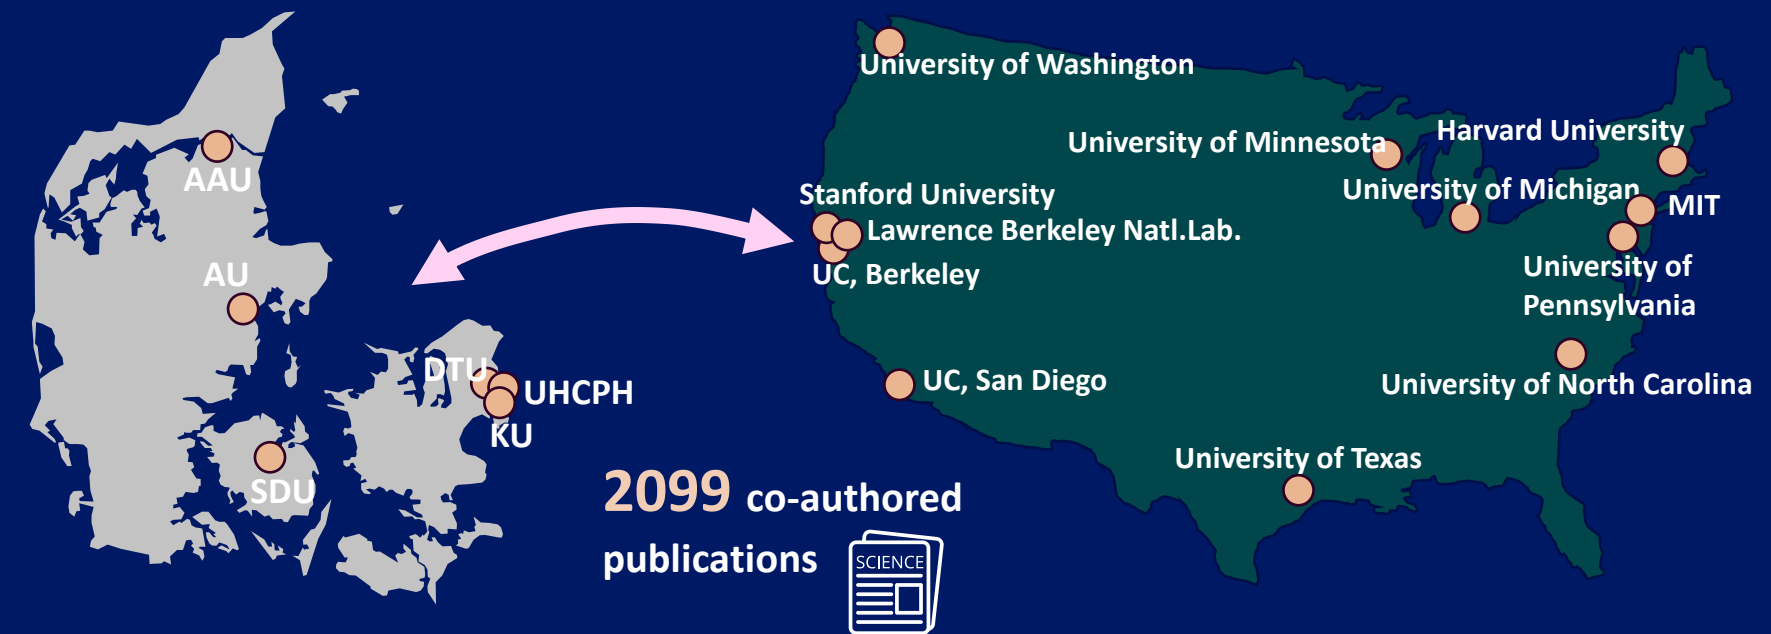 AAU
AU
DTU
UHCPH
KU
SDU
2099 co-authored
publications
SCIENCE
University of Washington
University of Minnesota
Harvard University
Stanford University
University of Michigan
MIT
Lawrence Berkeley Natl.Lab.
UC, Berkeley
University of
Pennsylvania
UC, San Diego
University of North Carolina
University of Texas